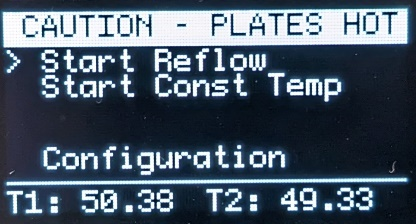 CAUTION - PLATES HOT
> Start Reflow
Start Const Temp
Configuration
T1: 50.38 T2: 49.33